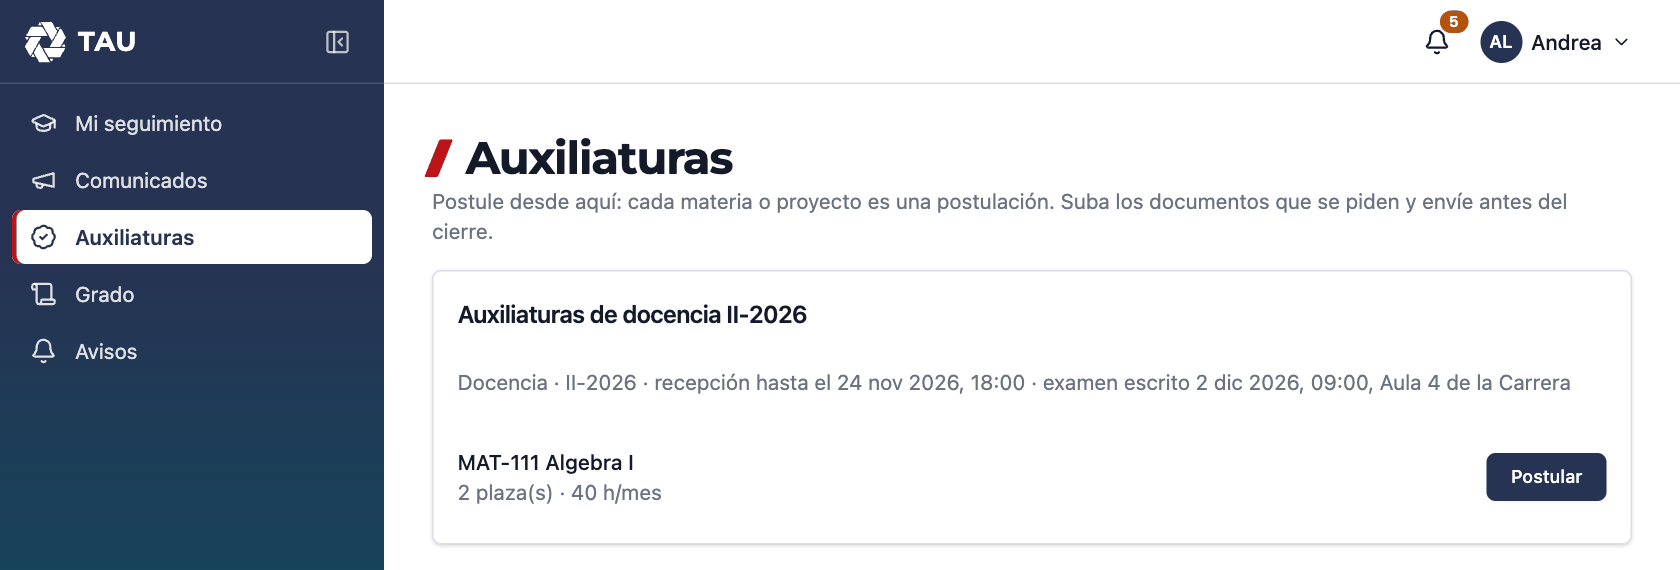 TAU
5
AL
Andrea
Mi seguimiento
Comunicados
Auxiliaturas
Grado
Avisos
Auxiliaturas
Postule desde aquí: cada materia o proyecto es una postulación. Suba los documentos que se piden y envíe antes del
cierre.
Auxiliaturas de docencia II-2026
Docencia · II-2026 · recepción hasta el 24 nov 2026, 18:00 · examen escrito 2 dic 2026, 09:00, Aula 4 de la Carrera
MAT-111 Algebra I
2 plaza(s) · 40 h/mes
Postular